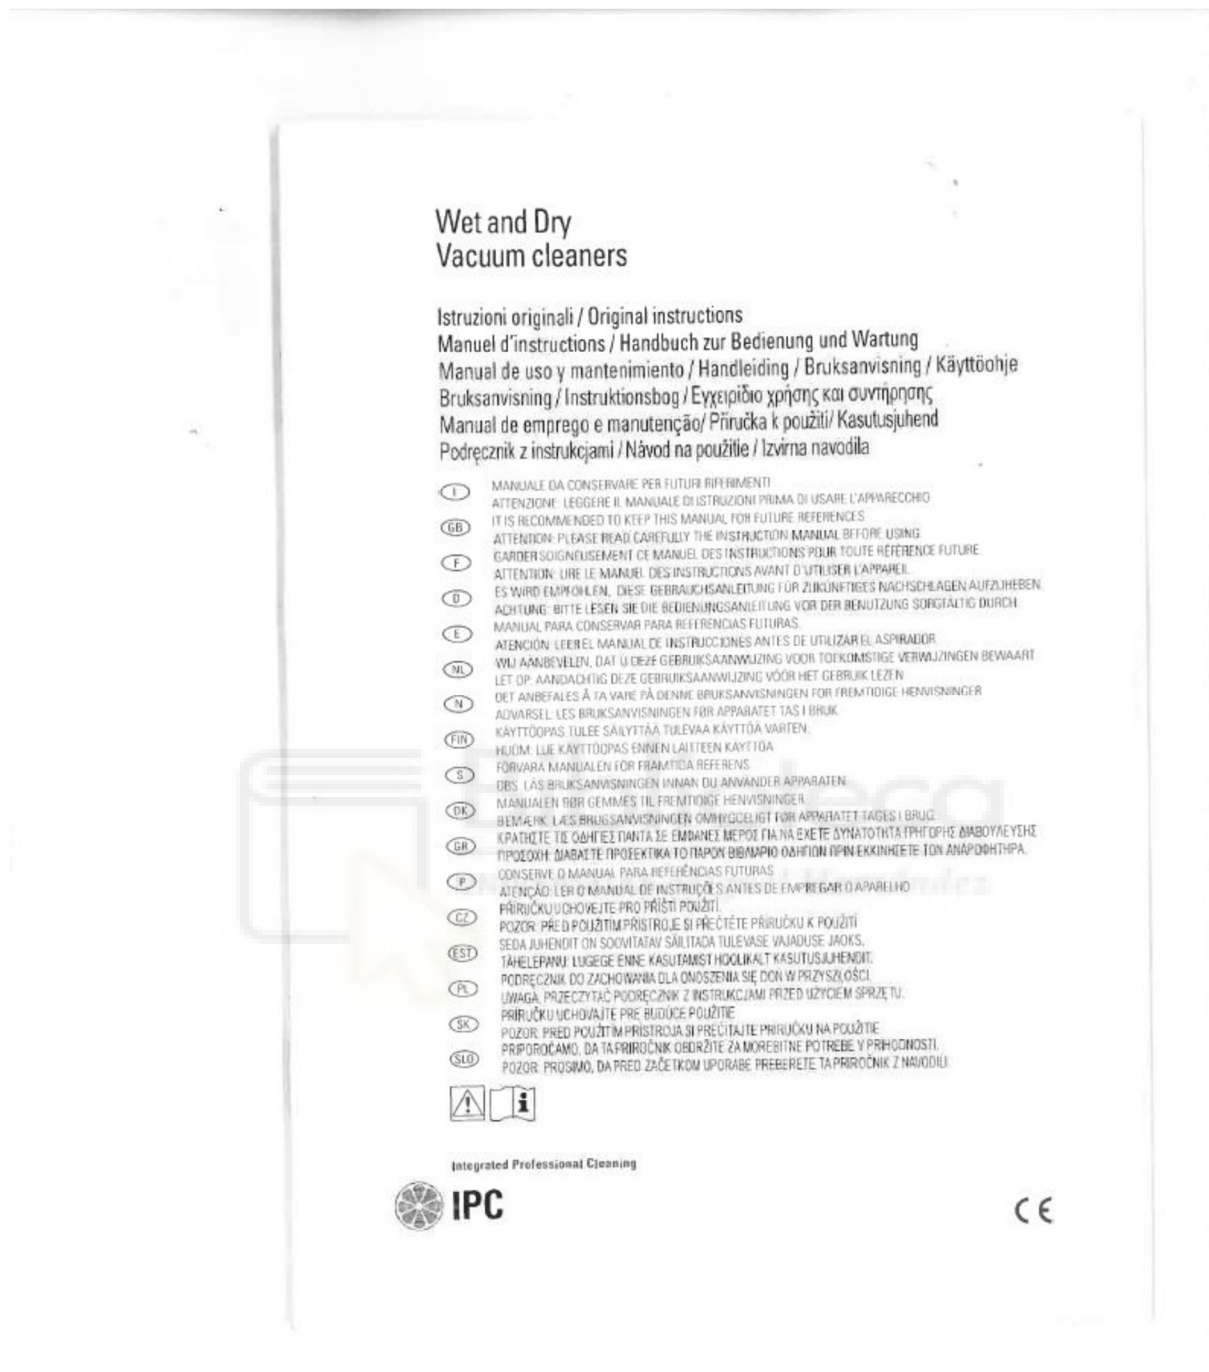 Wet and Dry
Vacuum cleaners
Istruzioni originali / Original instructions
Manuel d'instructions / Handbuch zur Bedienung und Wartung
Manual de uso y mantenimiento / Handleiding / Bruksanvisning / Käyttöohje
Bruksanvisning / Instruktionsbog / Εγχειρίδιο χρήσης και συντήρησης
Manual de emprego e manutenção/ Příručka k použití/ Kasutusjuhend
Podręcznik z instrukcjami / Návod na použitie / Izvirna navodila
I MANUALE DA CONSERVARE PER FUTURI RIFERIMENTI
ATTENZIONE: LEGGERE IL MANUALE DI ISTRUZIONI PRIMA DI USARE L'APPARECCHIO
GB IT IS RECOMMENDED TO KEEP THIS MANUAL FOR FUTURE REFERENCES
ATTENTION: PLEASE READ CAREFULLY THE INSTRUCTION MANUAL BEFORE USING
F GARDER SOIGNEUSEMENT CE MANUEL DES INSTRUCTIONS POUR TOUTE RÉFÉRENCE FUTURE
ATTENTION: LIRE LE MANUEL DES INSTRUCTIONS AVANT D'UTILISER L'APPAREIL
D ES WIRD EMPFOHLEN, DIESE GEBRAUCHSANLEITUNG FÜR ZUKÜNFTIGES NACHSCHLAGEN AUFZUHEBEN.
ACHTUNG: BITTE LESEN SIE DIE BEDIENUNGSANLEITUNG VOR DER BENUTZUNG SORGFÄLTIG DURCH
E MANUAL PARA CONSERVAR PARA REFERENCIAS FUTURAS.
ATENCIÓN: LEER EL MANUAL DE INSTRUCCIONES ANTES DE UTILIZAR EL ASPIRADOR
NL WIJ AANBEVELEN, DAT U DEZE GEBRUIKSAANWIJZING VOOR TOEKOMSTIGE VERWIJZINGEN BEWAART
LET OP: AANDACHTIG DEZE GEBRUIKSAANWIJZING VÓÓR HET GEBRUIK LEZEN
N DET ANBEFALES Å TA VARE PÅ DENNE BRUKSANVISNINGEN FOR FREMTIDIGE HENVISNINGER
ADVARSEL: LES BRUKSANVISNINGEN FØR APPARATET TAS I BRUK
FIN KÄYTTÖOPAS TULEE SÄILYTTÄÄ TULEVAA KÄYTTÖÄ VARTEN.
HUOM: LUE KÄYTTÖOPAS ENNEN LAITTEEN KÄYTTÖÄ
S FÖRVARA MANUALEN FÖR FRAMTIDA REFERENS
OBS: LÄS BRUKSANVISNINGEN INNAN DU ANVÄNDER APPARATEN
DK MANUALEN BØR GEMMES TIL FREMTIDIGE HENVISNINGER
BEMÆRK: LÆS BRUGSANVISNINGEN OMHYGGELIGT FØR APPARATET TAGES I BRUG
GR ΚΡΑΤΗΣΤΕ ΤΙΣ ΟΔΗΓΙΕΣ ΠΑΝΤΑ ΣΕ ΕΜΦΑΝΕΣ ΜΕΡΟΣ ΓΙΑ ΝΑ ΕΧΕΤΕ ΔΥΝΑΤΟΤΗΤΑ ΓΡΗΓΟΡΗΣ ΔΙΑΒΟΥΛΕΥΣΗΣ
ΠΡΟΣΟΧΗ: ΔΙΑΒΑΣΤΕ ΠΡΟΣΕΚΤΙΚΑ ΤΟ ΠΑΡΟΝ ΒΙΒΛΙΑΡΙΟ ΟΔΗΓΙΩΝ ΠΡΙΝ ΕΚΚΙΝΗΣΕΤΕ ΤΟΝ ΑΝΑΡΟΦΗΤΗΡΑ.
P CONSERVE O MANUAL PARA REFERÊNCIAS FUTURAS
ATENÇÃO: LER O MANUAL DE INSTRUÇÕES ANTES DE EMPREGAR O APARELHO
CZ PŘÍRUČKU UCHOVEJTE PRO PŘÍŠTÍ POUŽITÍ.
POZOR: PŘED POUŽITÍM PŘÍSTROJE SI PŘEČTĚTE PŘÍRUČKU K POUŽITÍ
EST SEDA JUHENDIT ON SOOVITATAV SÄILITADA TULEVASE VAJADUSE JAOKS.
TÄHELEPANU: LUGEGE ENNE KASUTAMIST HOOLIKALT KASUTUSJUHENDIT.
PL PODRĘCZNIK DO ZACHOWANIA DLA ONOSZENIA SIĘ DOŃ W PRZYSZŁOŚCI.
UWAGA: PRZECZYTAĆ PODRĘCZNIK Z INSTRUKCJAMI PRZED UŻYCIEM SPRZĘTU.
SK PRÍRUČKU UCHOVAJTE PRE BUDÚCE POUŽITIE
POZOR: PRED POUŽITÍM PRÍSTROJA SI PREČÍTAJTE PRÍRUČKU NA POUŽITIE
SLO PRIPOROČAMO, DA TA PRIROČNIK OBDRŽITE ZA MOREBITNE POTREBE V PRIHODNOSTI.
POZOR: PROSIMO, DA PRED ZAČETKOM UPORABE PREBERETE TA PRIROČNIK Z NAVODILI
Integrated Professional Cleaning
IPC
CE